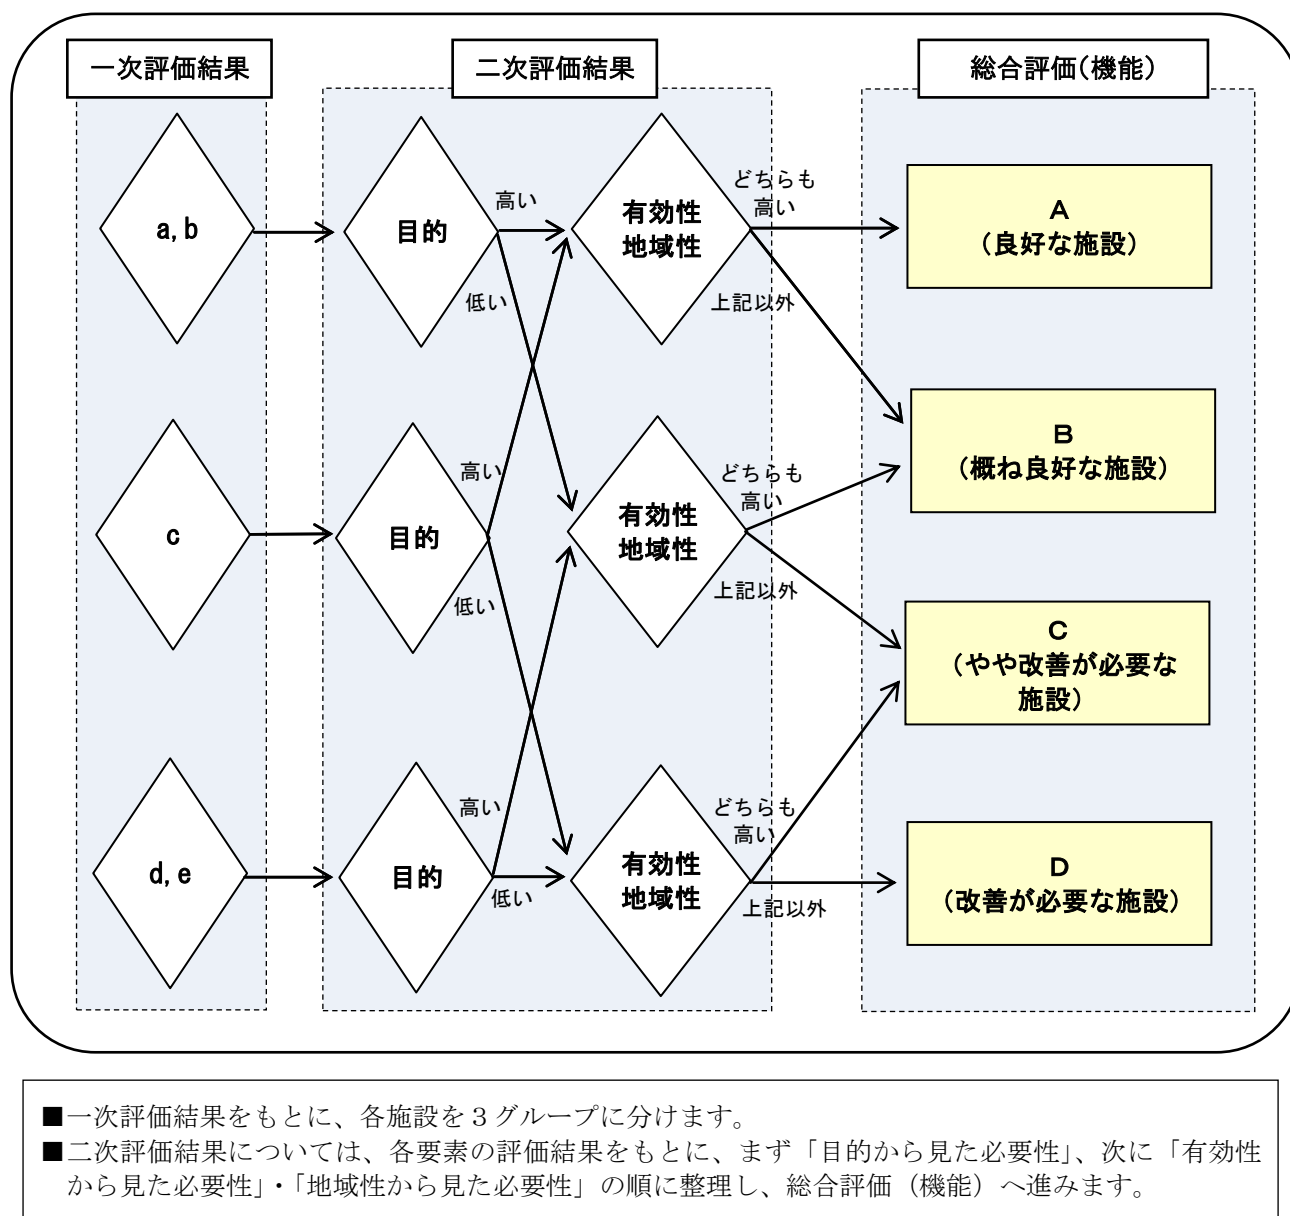 一次評価結果
二次評価結果
総合評価(機能)
a, b
目的
高い
低い
有効性
地域性
どちらも
高い
上記以外
A
(良好な施設)
c
目的
高い
低い
有効性
地域性
どちらも
高い
上記以外
B
(概ね良好な施設)
C
(やや改善が必要な
施設)
d, e
目的
高い
低い
有効性
地域性
どちらも
高い
上記以外
D
(改善が必要な施設)
■一次評価結果をもとに、各施設を３グループに分けます。
■二次評価結果については、各要素の評価結果をもとに、まず「目的から見た必要性」、次に「有効性
から見た必要性」・「地域性から見た必要性」の順に整理し、総合評価（機能）へ進みます。